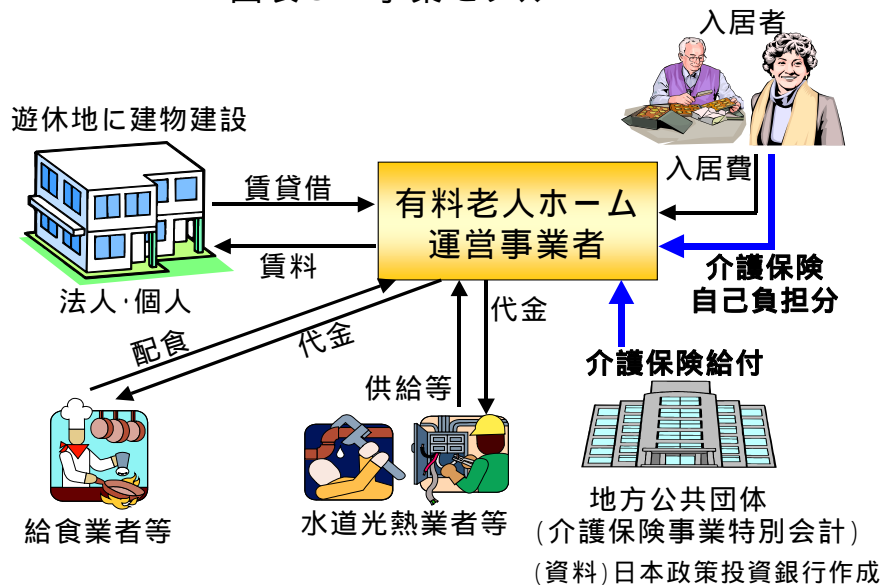 入居者
遊休地に建物建設
賃貸借
入居費
有料老人ホーム
運営事業者
賃料
介護保険
自己負担分
法人・個人
配食
代金
代金
供給等
介護保険給付
給食業者等
水道光熱業者等
地方公共団体
(介護保険事業特別会計)
(資料)日本政策投資銀行作成